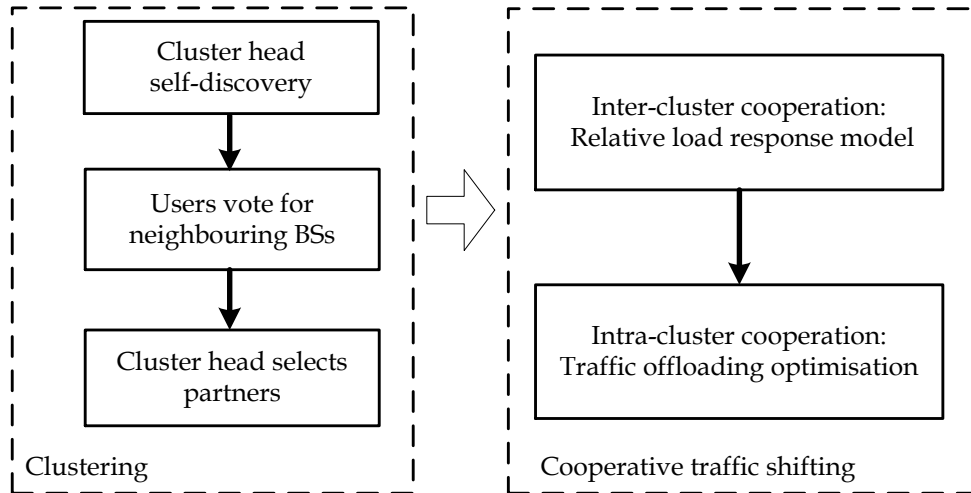 Cluster head
self-discovery
Users vote for
neighbouring BSs
Cluster head selects
partners
Clustering
Inter-cluster cooperation:
Relative load response model
Intra-cluster cooperation:
Traffic offloading optimisation
Cooperative traffic shifting